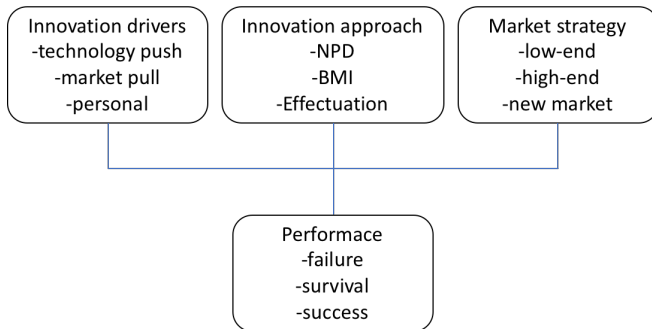 Innovation drivers
-technology push
-market pull
-personal
Innovation approach
-NPD
-BMI
-Effectuation
Market strategy
-low-end
-high-end
-new market
Performace
-failure
-survival
-success